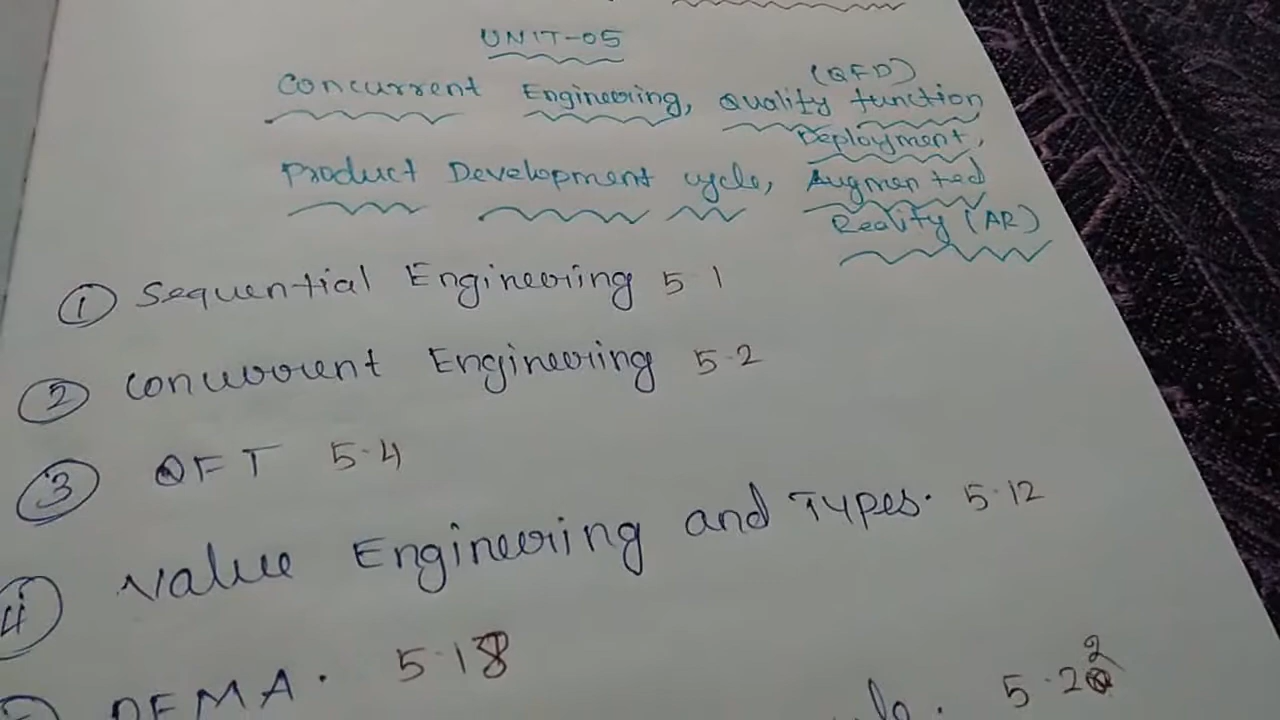 UNIT-05
(QFD)
Concurrent Engineering, Quality function
Deployment,
Product Development cycle, Augmented
Reality (AR)
① Sequential Engineering 5.1
② Concurrent Engineering 5.2
③ QFT 5.4
④ Value Engineering and Types. 5.12
5.18
5.22